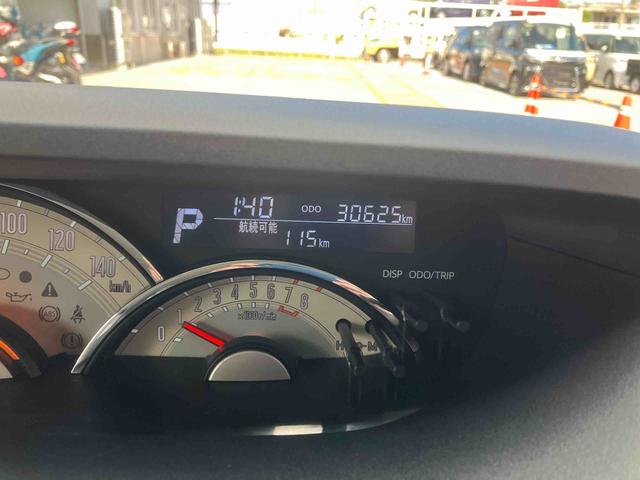 P
1:40 ODO 30625km
航続可能
115km
DISP ODO/TRIP
100
120
140
km/h
ABS
0 1 2 3 4 5 6 7 8
x1000r/min